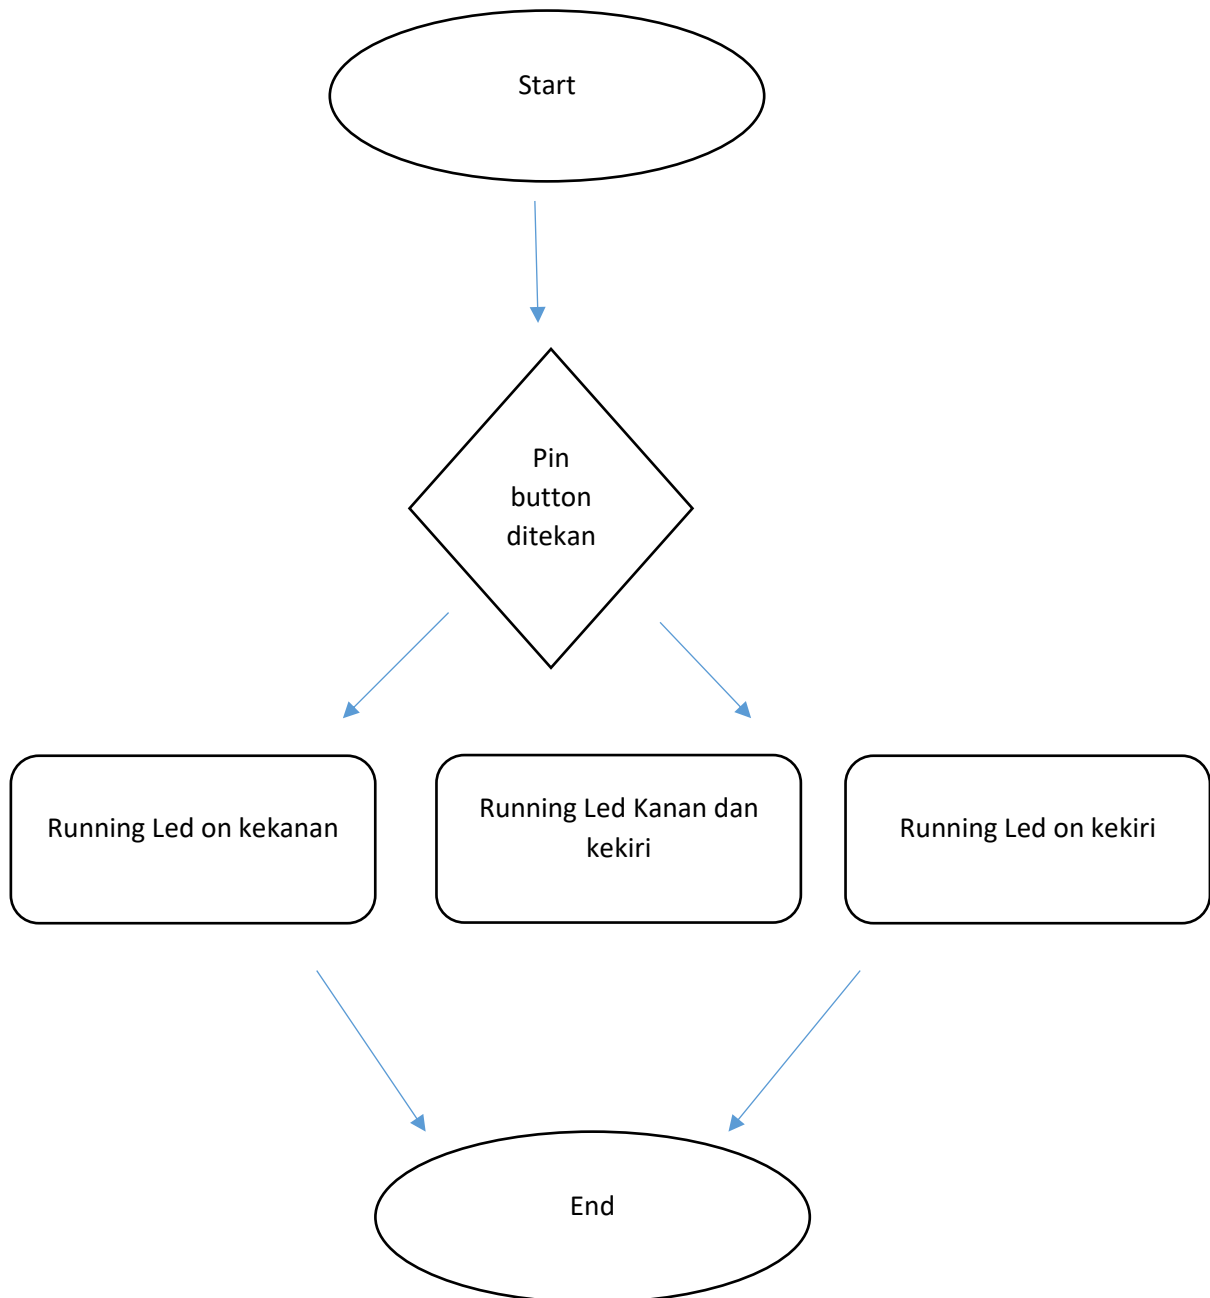 Start
Pin
button
ditekan
Running Led on kekanan
Running Led Kanan dan
kekiri
Running Led on kekiri
End